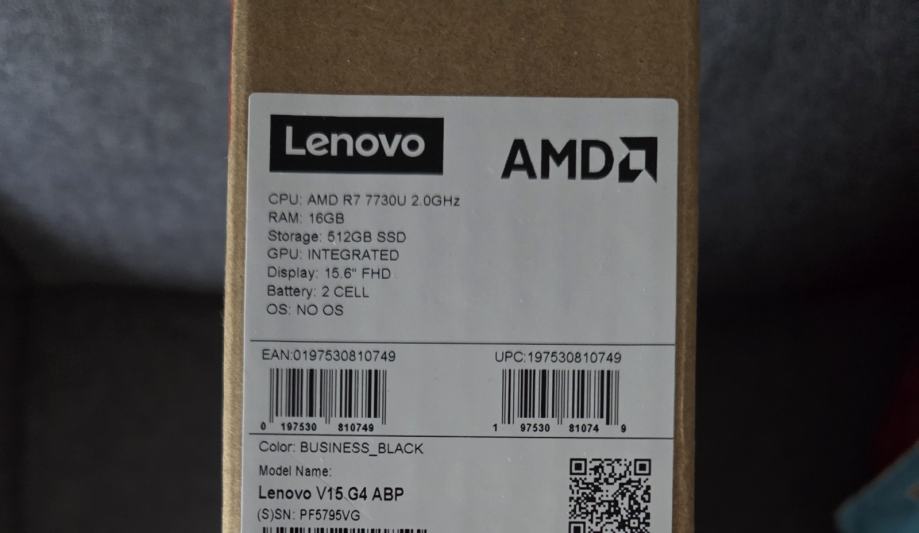 Lenovo
AMD
CPU: AMD R7 7730U 2.0GHz
RAM: 16GB
Storage: 512GB SSD
GPU: INTEGRATED
Display: 15.6" FHD
Battery: 2 CELL
OS: NO OS
EAN:0197530810749
UPC:197530810749
0 197530 810749
1 97530 81074 9
Color: BUSINESS_BLACK
Model Name:
Lenovo V15 G4 ABP
(S)SN: PF5795VG